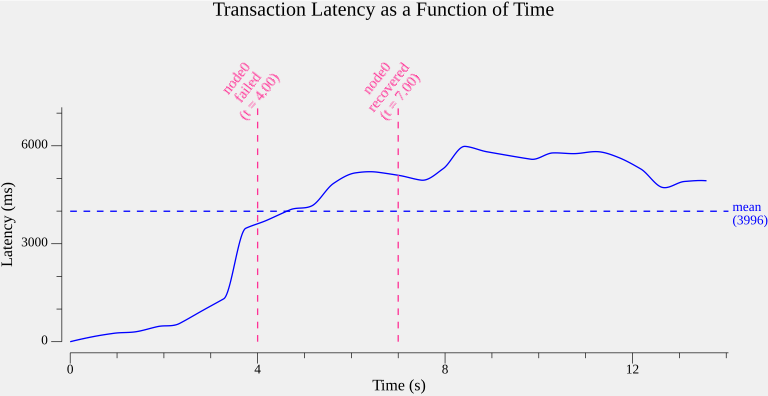 Transaction Latency as a Function of Time
node0
failed
(t = 4.00)
node0
recovered
(t = 7.00)
6000
3000
0
Latency (ms)
mean
(3996)
0
4
8
12
Time (s)